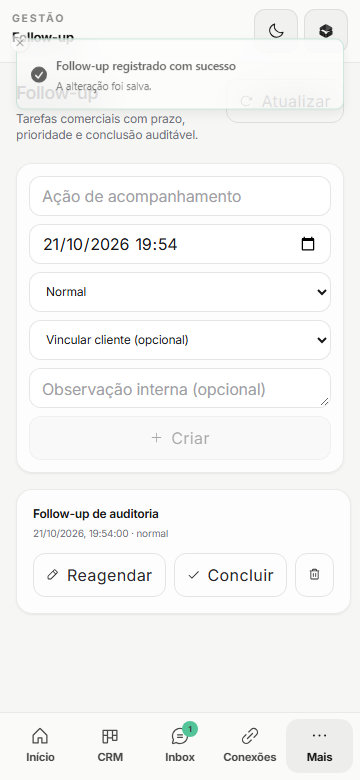 GESTÃO
Follow-up
Follow-up registrado com sucesso
A alteração foi salva.
Follow-up
Atualizar
Tarefas comerciais com prazo,
prioridade e conclusão auditável.
Ação de acompanhamento
21/10/2026 19:54
Normal
Vincular cliente (opcional)
Observação interna (opcional)
+ Criar
Follow-up de auditoria
21/10/2026, 19:54:00 · normal
Reagendar
Concluir
1
Início
CRM
Inbox
Conexões
Mais